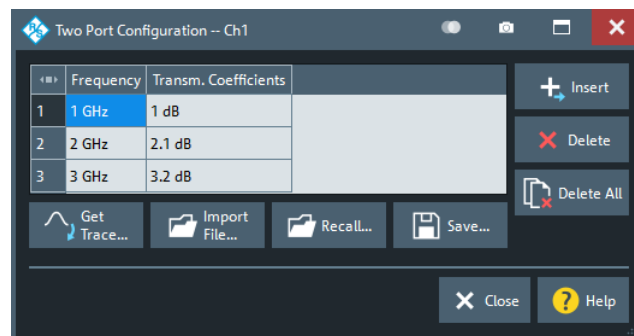 R&S Two Port Configuration -- Ch1
Frequency Transm. Coefficients
1 1 GHz 1 dB
2 2 GHz 2.1 dB
3 3 GHz 3.2 dB
Insert
Delete
Delete All
Get Trace...
Import File...
Recall...
Save...
Close
? Help